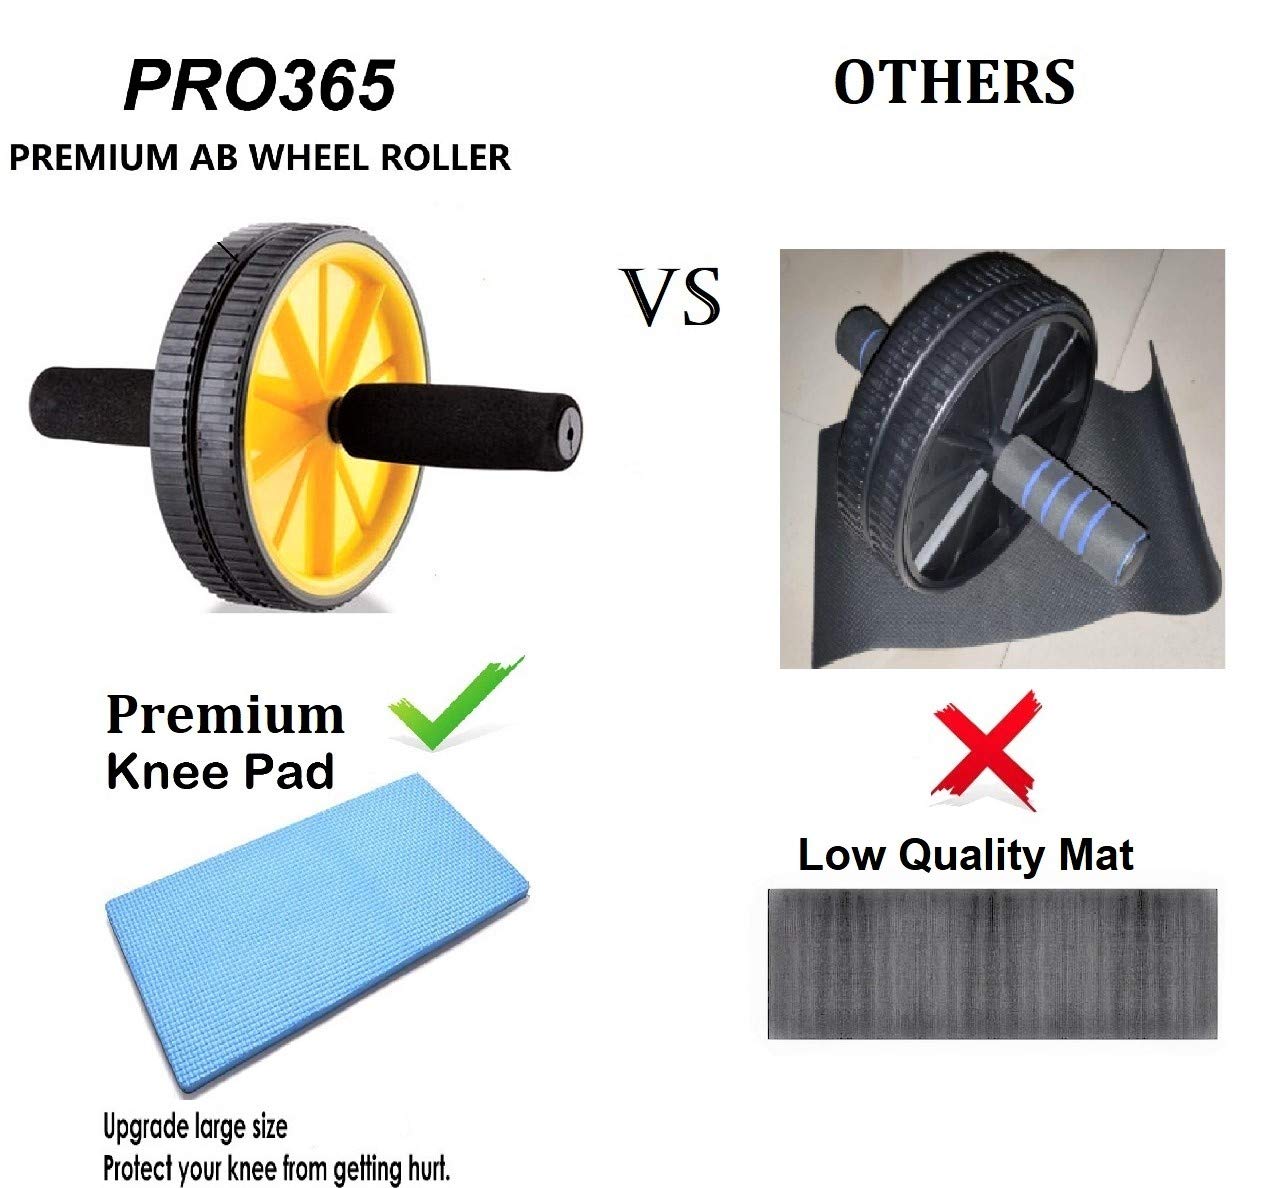 PRO365
PREMIUM AB WHEEL ROLLER
OTHERS
VS
Premium
Knee Pad
Low Quality Mat
Upgrade large size
Protect your knee from getting hurt.